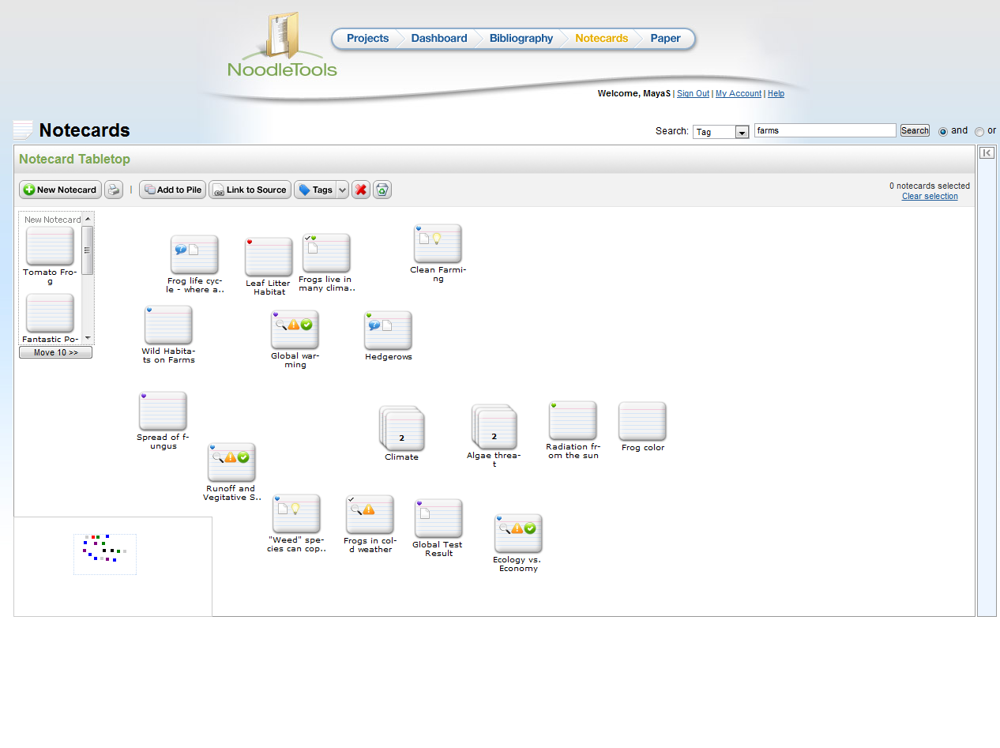 Projects
Dashboard
Bibliography
Notecards
Paper
NoodleTools
Welcome, MayaS | Sign Out | My Account | Help
Notecards
Search: Tag farms Search and or
Notecard Tabletop
New Notecard
Add to Pile
Link to Source
Tags
0 notecards selected
Clear selection
New Notecard
Tomato Fro-
g
Fantastic Po-
Move 10 >>
Frog life cyc-
le - where a..
Leaf Litter
Habitat
Frogs live in
many clima..
Clean Farmi-
ng
Wild Habita-
ts on Farms
Global war-
ming
Hedgerows
Spread of f-
ungus
Runoff and
Vegitative S..
2
Climate
2
Algae threa-
t
Radiation fr-
om the sun
Frog color
"Weed" spe-
cies can cop..
Frogs in col-
d weather
Global Test
Result
Ecology vs.
Economy